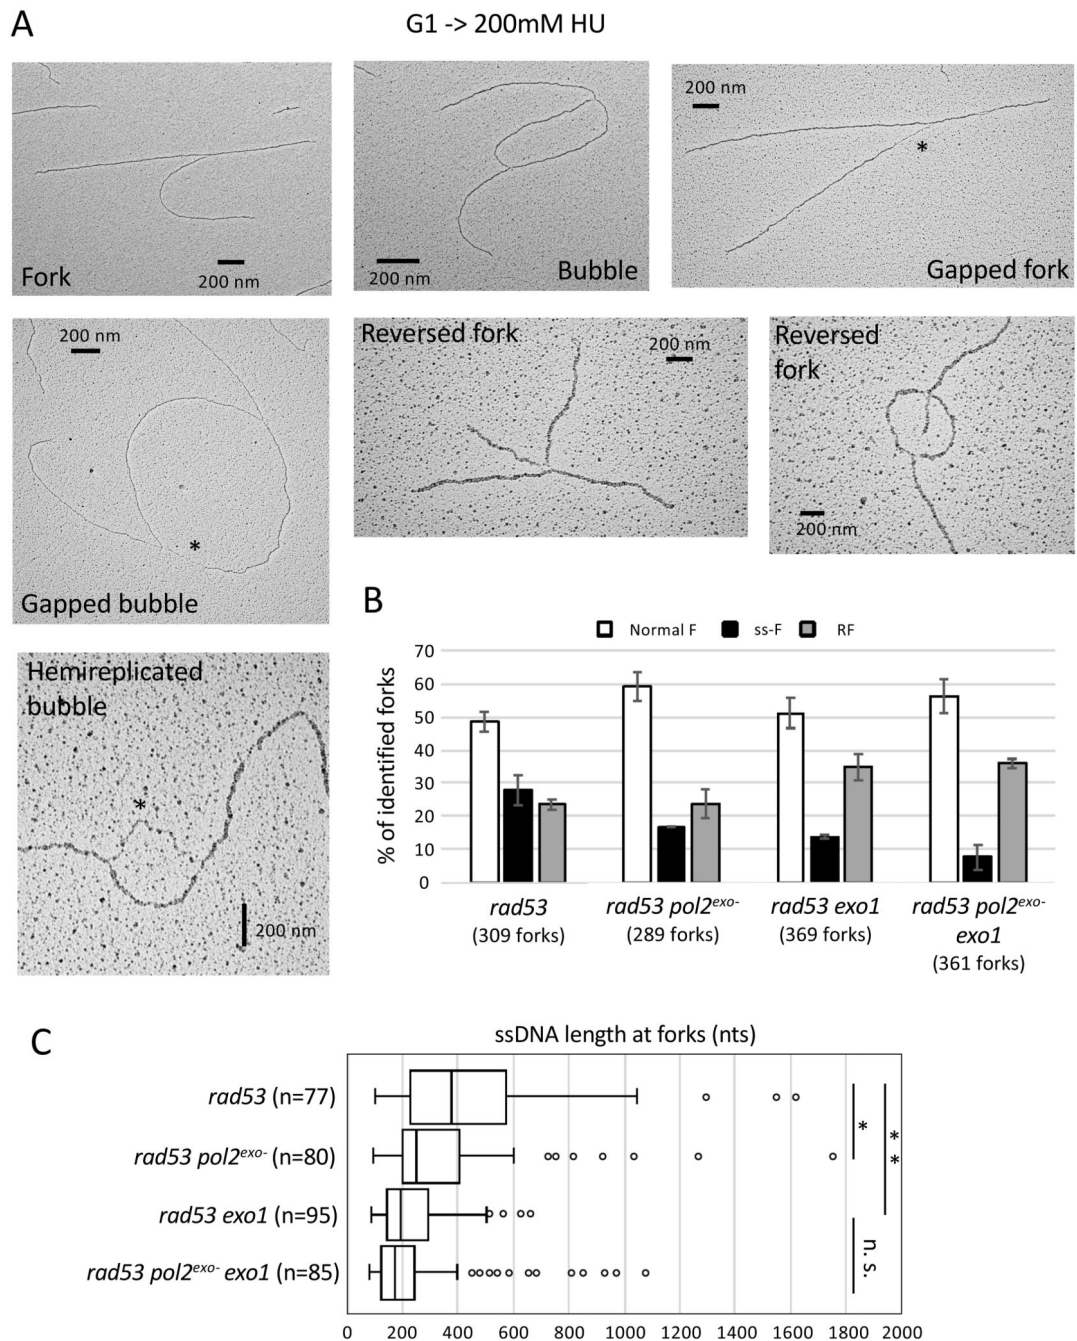 A
G1 -> 200mM HU
Fork
200 nm
200 nm
Bubble
200 nm
*
Gapped fork
200 nm
*
Gapped bubble
Reversed fork
200 nm
Reversed
fork
200 nm
Hemireplicated
bubble
*
200 nm
B
Normal F ss-F RF
% of identified forks
70
60
50
40
30
20
10
0
rad53
(309 forks)
rad53 pol2exo-
(289 forks)
rad53 exo1
(369 forks)
rad53 pol2exo-
exo1
(361 forks)
C
ssDNA length at forks (nts)
rad53 (n=77)
rad53 pol2exo- (n=80)
rad53 exo1 (n=95)
rad53 pol2exo- exo1 (n=85)
*
**
n. s.
0 200 400 600 800 1000 1200 1400 1600 1800 2000